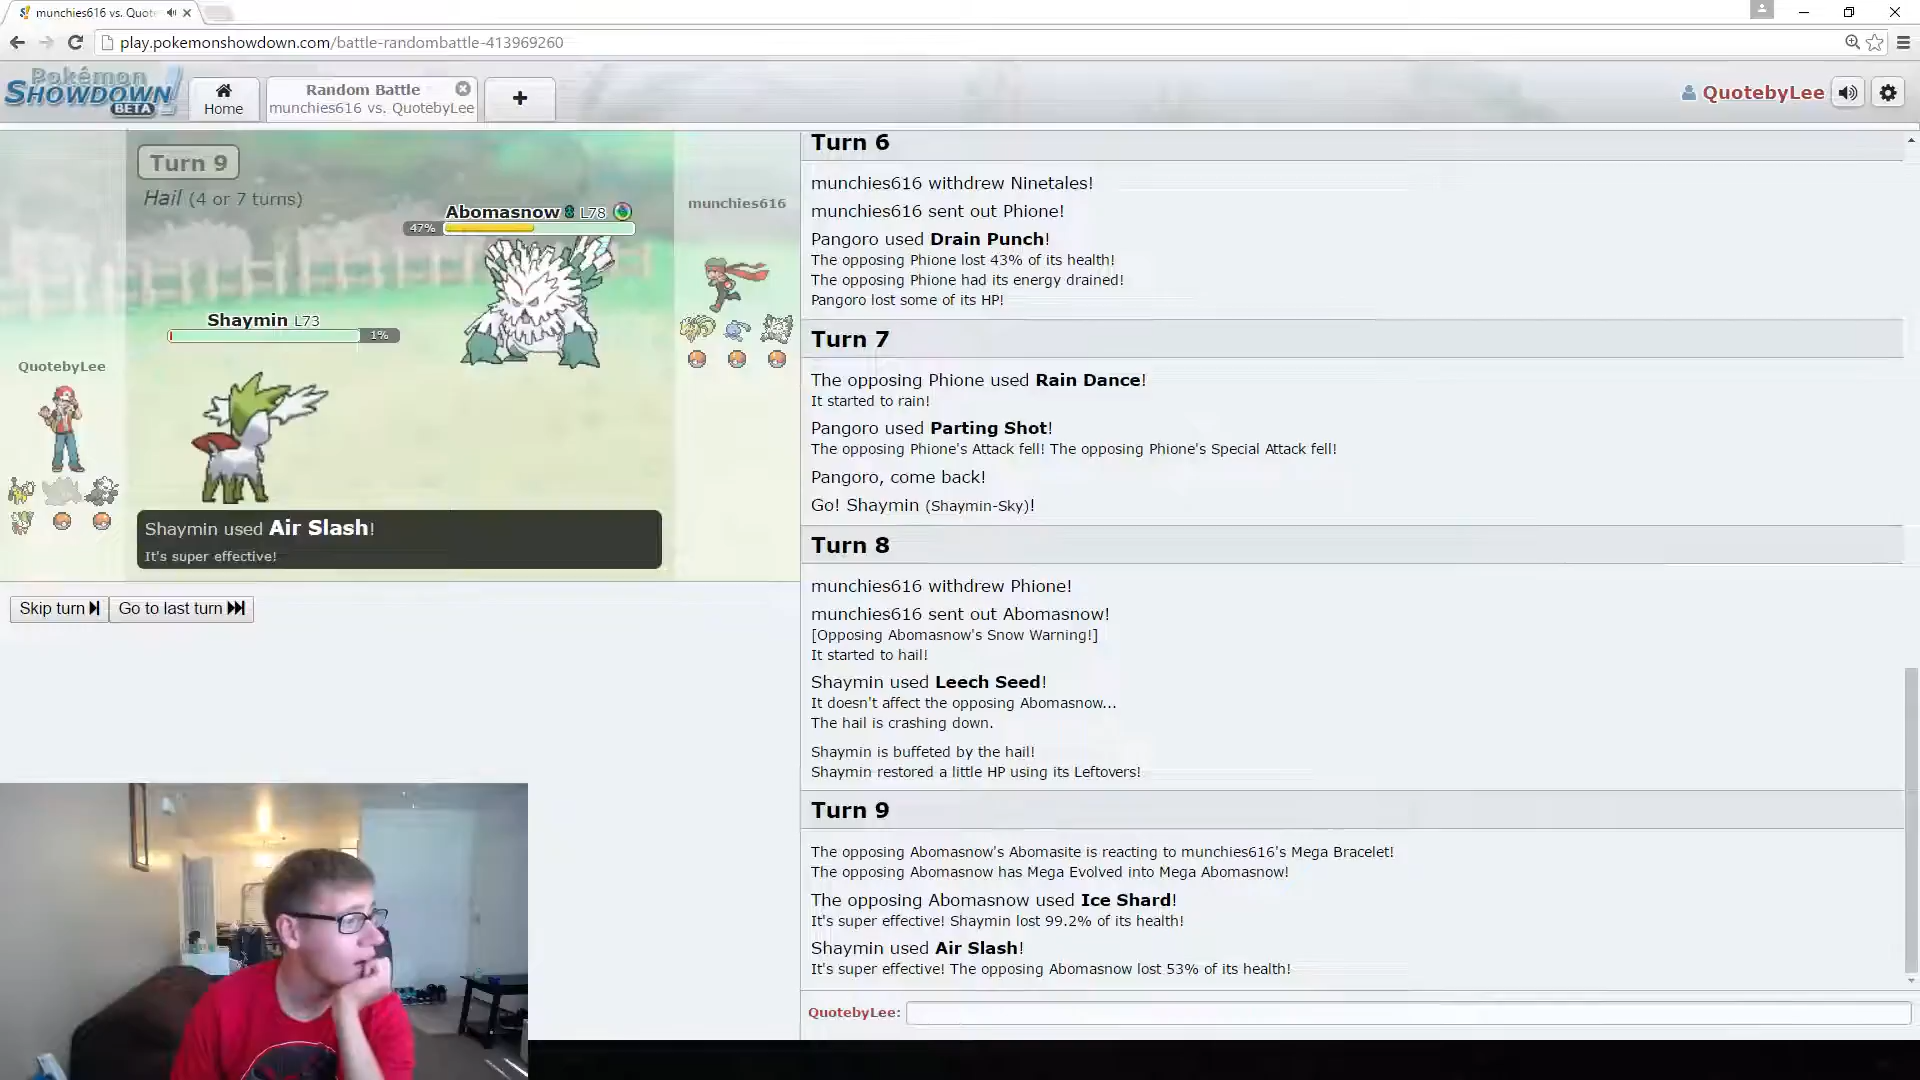 munchies616 vs. Quot
play.pokemonshowdown.com/battle-randombattle-413969260
Pokémon
SHOWDOWN!
BETA
Home
Random Battle
munchies616 vs. QuotebyLee
QuotebyLee
Turn 9
Hail (4 or 7 turns)
Abomasnow L78
47%
munchies616
Shaymin L73
1%
QuotebyLee
Shaymin used Air Slash!
It's super effective!
Skip turn
Go to last turn
Turn 6
munchies616 withdrew Ninetales!
munchies616 sent out Phione!
Pangoro used Drain Punch!
The opposing Phione lost 43% of its health!
The opposing Phione had its energy drained!
Pangoro lost some of its HP!
Turn 7
The opposing Phione used Rain Dance!
It started to rain!
Pangoro used Parting Shot!
The opposing Phione's Attack fell! The opposing Phione's Special Attack fell!
Pangoro, come back!
Go! Shaymin (Shaymin-Sky)!
Turn 8
munchies616 withdrew Phione!
munchies616 sent out Abomasnow!
[Opposing Abomasnow's Snow Warning!]
It started to hail!
Shaymin used Leech Seed!
It doesn't affect the opposing Abomasnow...
The hail is crashing down.
Shaymin is buffeted by the hail!
Shaymin restored a little HP using its Leftovers!
Turn 9
The opposing Abomasnow's Abomasite is reacting to munchies616's Mega Bracelet!
The opposing Abomasnow has Mega Evolved into Mega Abomasnow!
The opposing Abomasnow used Ice Shard!
It's super effective! Shaymin lost 99.2% of its health!
Shaymin used Air Slash!
It's super effective! The opposing Abomasnow lost 53% of its health!
QuotebyLee: